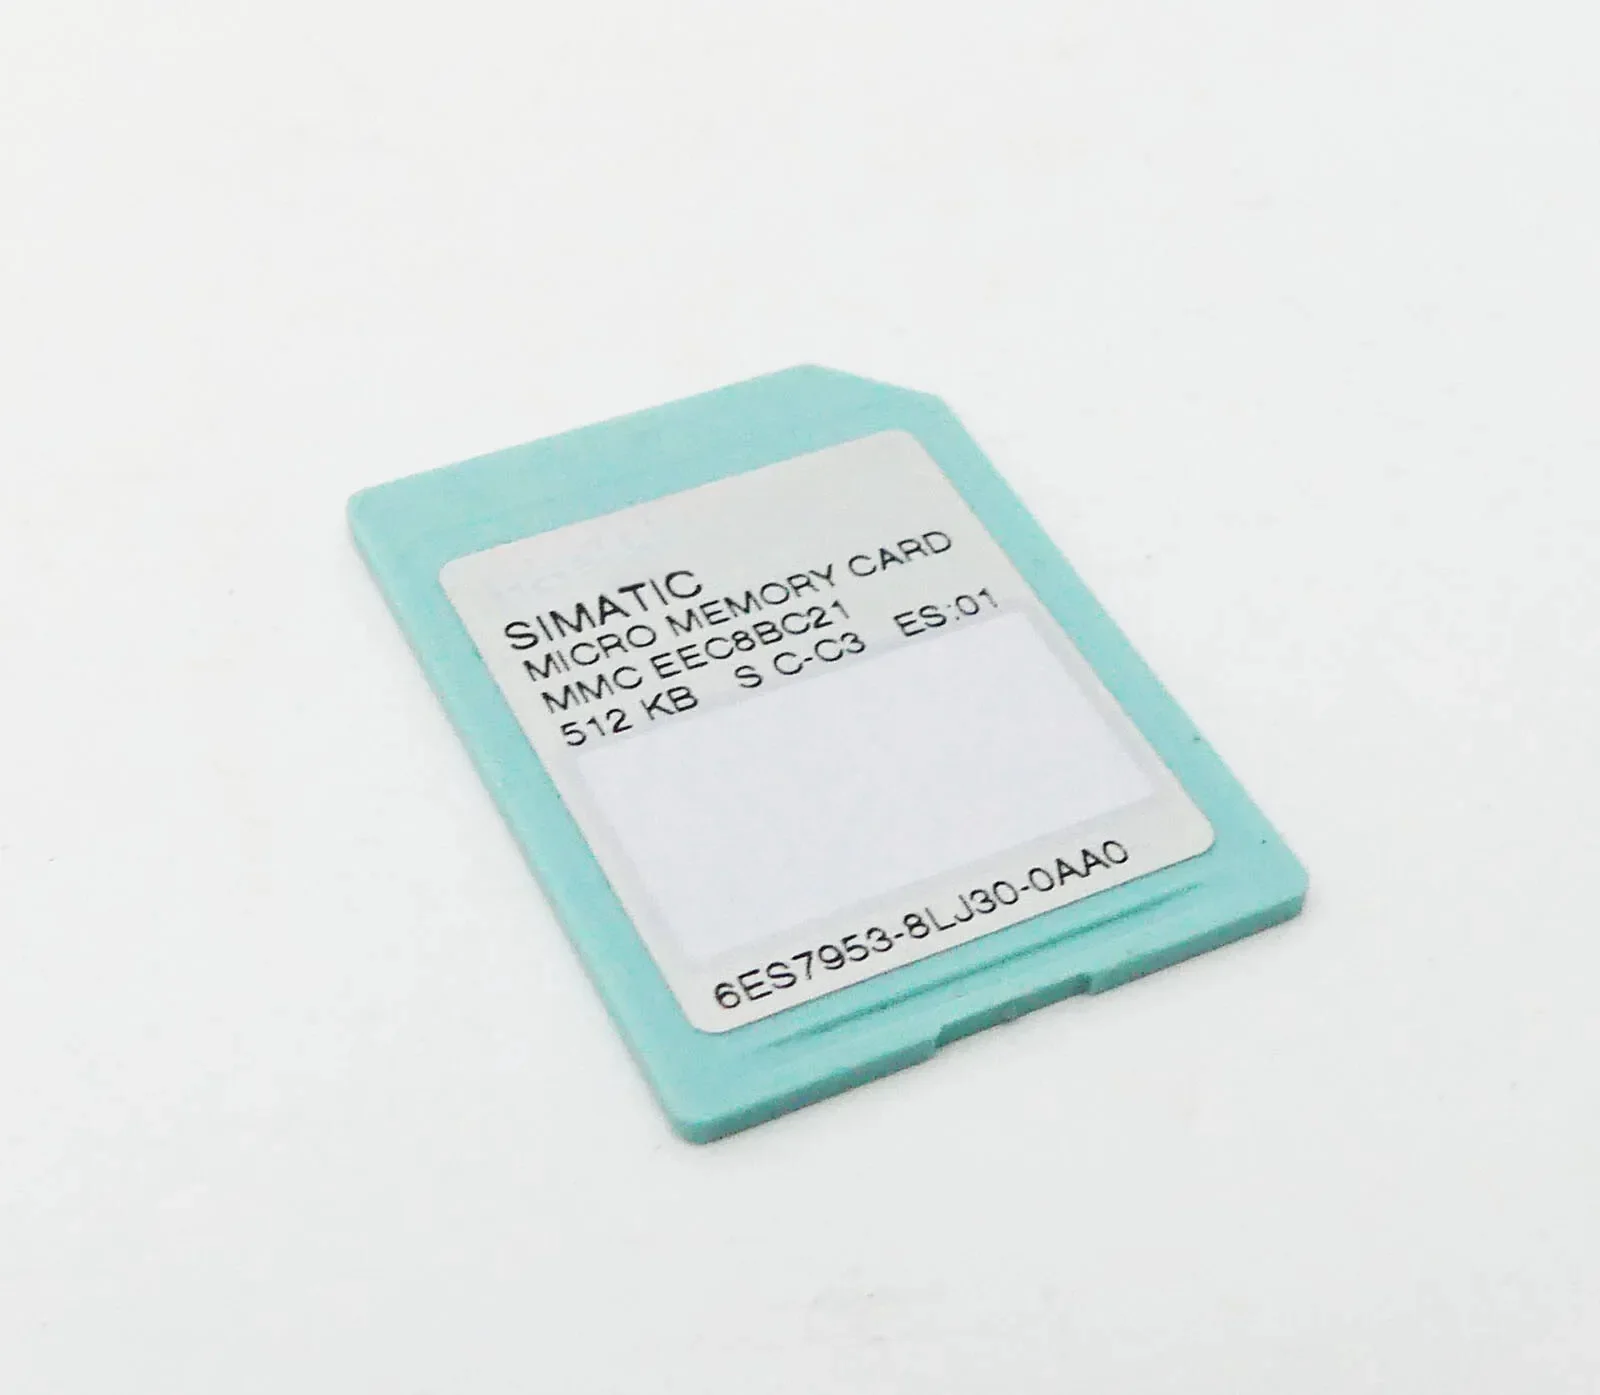 SIMATIC
MICRO MEMORY CARD
MMC EEC8BC21
512 KB S C-C3 ES:01
6ES7953-8LJ30-0AA0